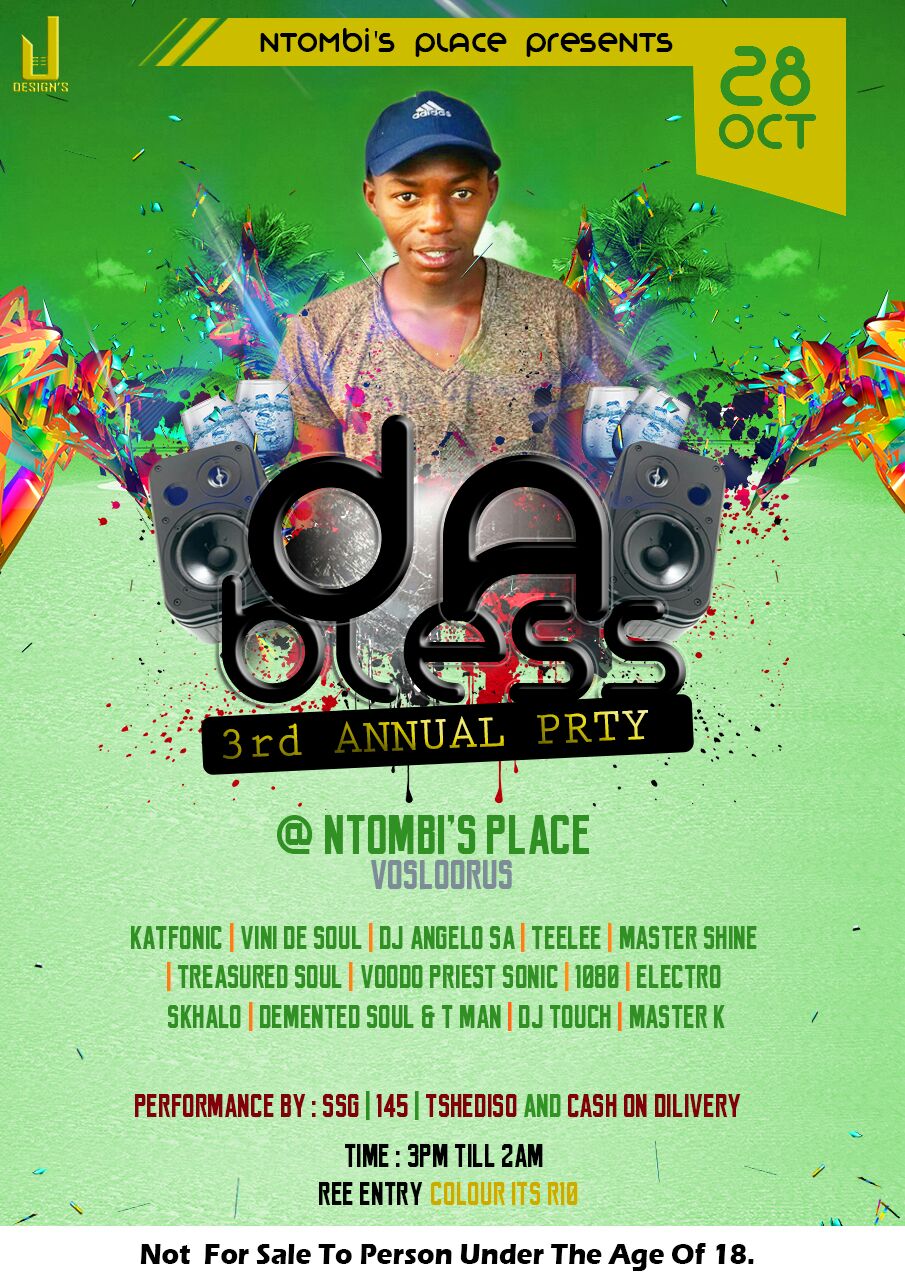 DESIGN'S
NTOMbi's pLAcE pREsENTs
28
OCT
adidas
dA
bless
3rd ANNUAL PRTY
@ NTOMBI'S PLACE
VOSLOORUS
KATFONIC | VINI DE SOUL | DJ ANGELO SA | TEELEE | MASTER SHINE
| TREASURED SOUL | VOODO PRIEST SONIC | 1080 | ELECTRO
SKHALO | DEMENTED SOUL & T MAN | DJ TOUCH | MASTER K
PERFORMANCE BY : SSG | 145 | TSHEDISO AND CASH ON DILIVERY
TIME : 3PM TILL 2AM
REE ENTRY COLOUR ITS R10
Not For Sale To Person Under The Age Of 18.